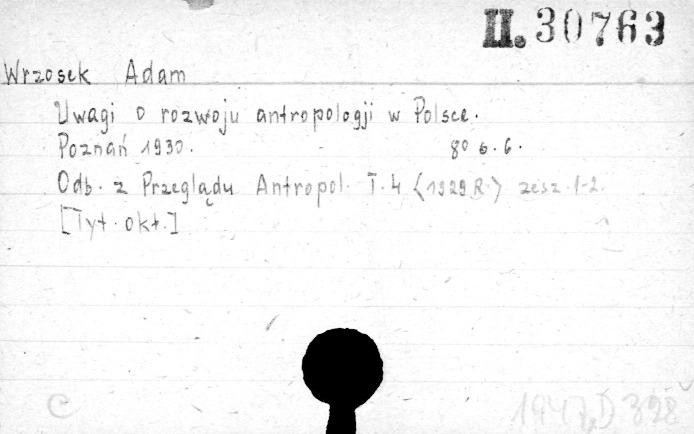 II. 30763
Wrzosek Adam
Uwagi o rozwoju antropologji w Polsce.
Poznań 1930. 8° s. 6.
Odb. z Przeglądu Antropol. T. 4 (1929 R.) zesz. 1-2.
[Tyt. okł.]
C 1947 D 328